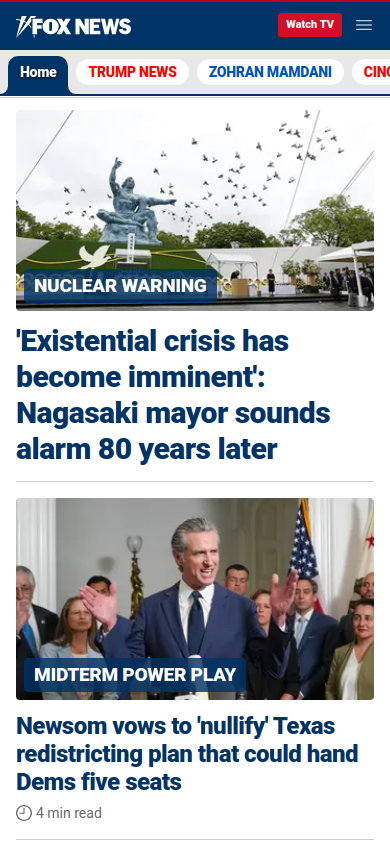 FOX NEWS
Watch TV
Home
TRUMP NEWS
ZOHRAN MAMDANI
NUCLEAR WARNING
'Existential crisis has
become imminent':
Nagasaki mayor sounds
alarm 80 years later
MIDTERM POWER PLAY
Newsom vows to 'nullify' Texas
redistricting plan that could hand
Dems five seats
4 min read